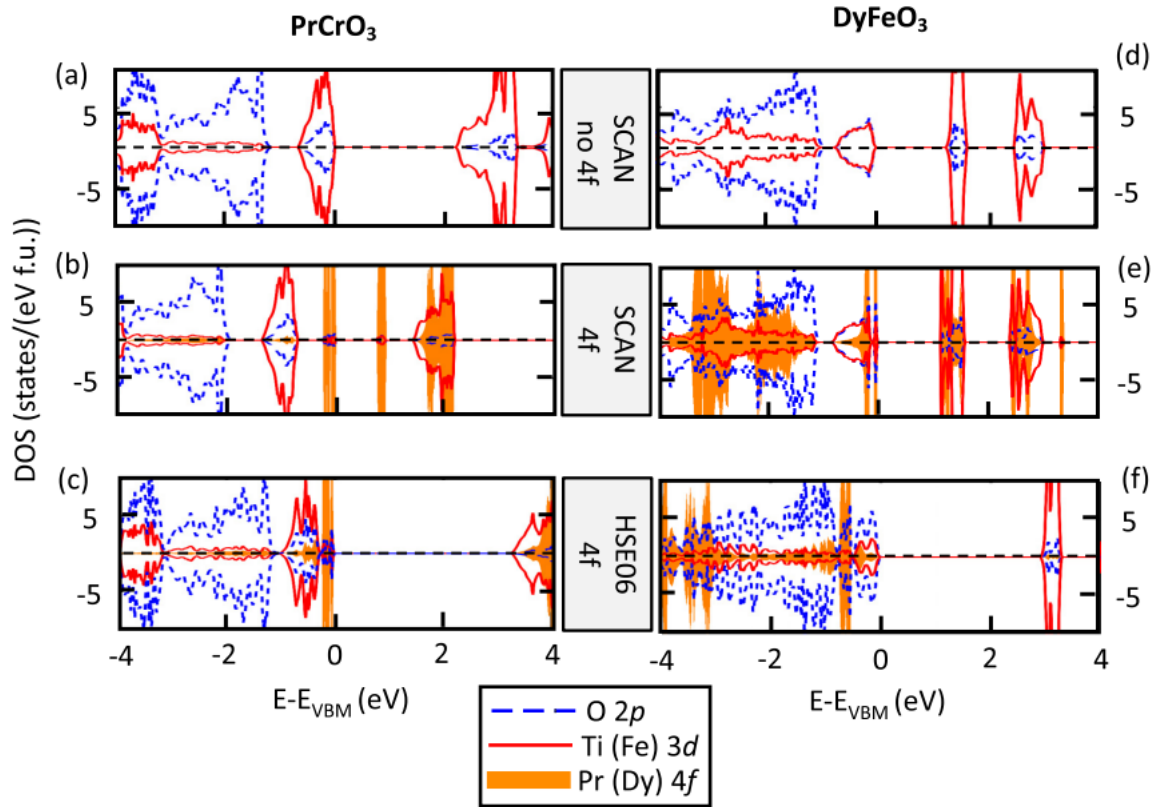 PrCrO₃
DyFeO₃
(a)
5
-5
SCAN
no 4f
(d)
5
-5
(b)
5
-5
SCAN
4f
(e)
5
-5
(c)
5
-5
HSE06
4f
(f)
5
-5
DOS (states/(eV f.u.))
-4 -2 0 2 4
-4 -2 0 2 4
E-E_VBM (eV)
E-E_VBM (eV)
O 2p
Ti (Fe) 3d
Pr (Dy) 4f